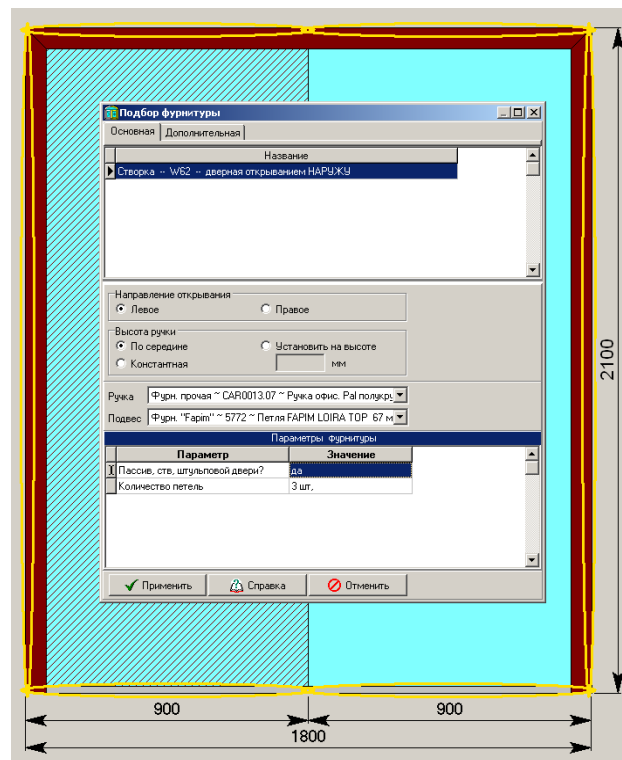 Подбор фурнитуры
Основная Дополнительная
Название
Створка -- W62 -- дверная открыванием НАРУЖУ
Направление открывания
Левое Правое
Высота ручки
По середине Установить на высоте
Константная мм
Ручка Фурн. прочая ~ CAR0013.07 ~ Ручка офис. Pal полукру
Подвес Фурн. "Fapim" ~ 5772 ~ Петля FAPIM LOIRA TOP 67 м
Параметры фурнитуры
Параметр Значение
Пассив, ств, штульповой двери? да
Количество петель 3 шт,
Применить Справка Отменить
2100
900 900
1800